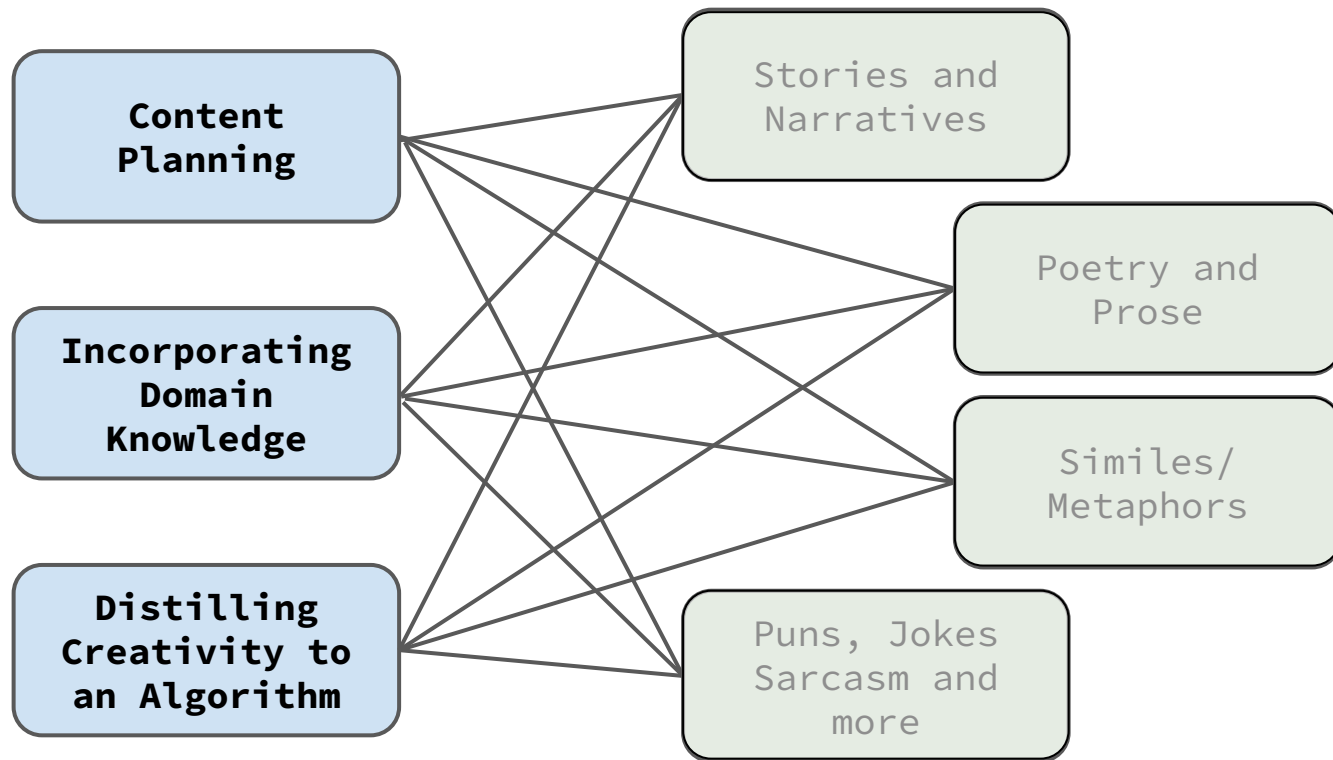 Content
Planning
Incorporating
Domain
Knowledge
Distilling
Creativity to
an Algorithm
Stories and
Narratives
Poetry and
Prose
Similes/
Metaphors
Puns, Jokes
Sarcasm and
more